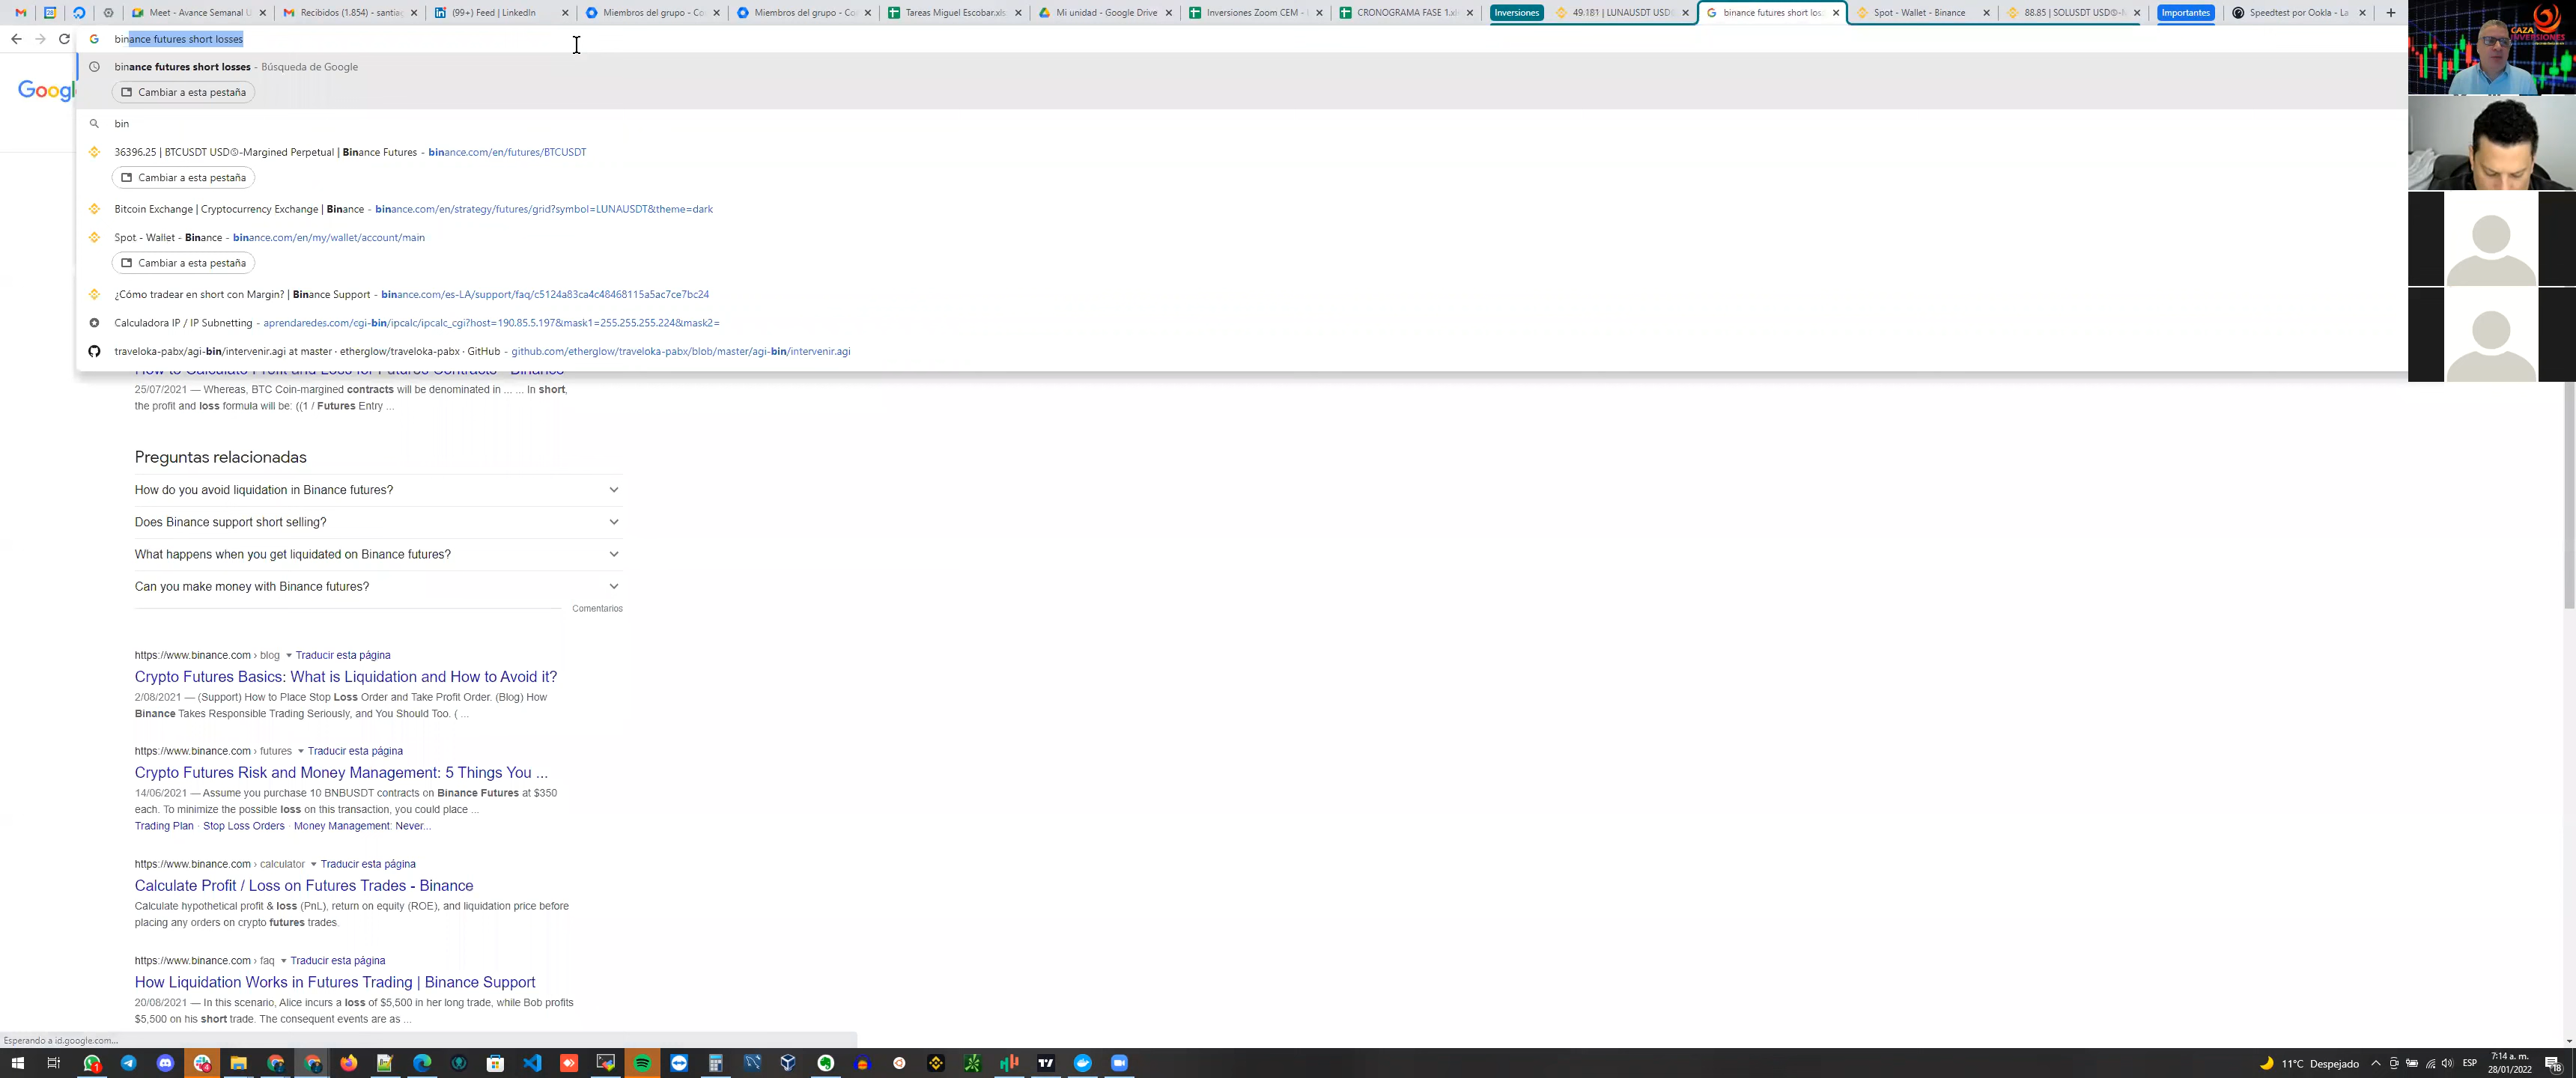 Meet - Avance Semanal U
Recibidos (1.854) - santiag
(99+) Feed | LinkedIn
Miembros del grupo - Co
Miembros del grupo - Co
Tareas Miguel Escobar.xls
Mi unidad - Google Drive
Inversiones Zoom CEM -
CRONOGRAMA FASE 1.xl
Inversiones
49.181 | LUNAUSDT USD
binance futures short los
Spot - Wallet - Binance
88.85 | SOLUSDT USD
Importantes
Speedtest por Ookla - La
binance futures short losses
binance futures short losses - Búsqueda de Google
Cambiar a esta pestaña
bin
36396.25 | BTCUSDT USD®-Margined Perpetual | Binance Futures - binance.com/en/futures/BTCUSDT
Cambiar a esta pestaña
Bitcoin Exchange | Cryptocurrency Exchange | Binance - binance.com/en/strategy/futures/grid?symbol=LUNAUSDT&theme=dark
Spot - Wallet - Binance - binance.com/en/my/wallet/account/main
Cambiar a esta pestaña
¿Cómo tradear en short con Margin? | Binance Support - binance.com/es-LA/support/faq/c5124a83ca4c48468115a5ac7ce7bc24
Calculadora IP / IP Subnetting - aprendaredes.com/cgi-bin/ipcalc/ipcalc_cgi?host=190.85.5.197&mask1=255.255.255.224&mask2=
traveloka-pabx/agi-bin/intervenir.agi at master · etherglow/traveloka-pabx · GitHub - github.com/etherglow/traveloka-pabx/blob/master/agi-bin/intervenir.agi
Goog
CAZA
INVERSIONES
How to Calculate Profit and Loss for Futures Contracts - Binance
25/07/2021 — Whereas, BTC Coin-margined contracts will be denominated in ... ... In short,
the profit and loss formula will be: ((1 / Futures Entry ...
Preguntas relacionadas
How do you avoid liquidation in Binance futures?
Does Binance support short selling?
What happens when you get liquidated on Binance futures?
Can you make money with Binance futures?
Comentarios
https://www.binance.com › blog Traducir esta página
Crypto Futures Basics: What is Liquidation and How to Avoid it?
2/08/2021 — (Support) How to Place Stop Loss Order and Take Profit Order. (Blog) How
Binance Takes Responsible Trading Seriously, and You Should Too. ( ...
https://www.binance.com › futures Traducir esta página
Crypto Futures Risk and Money Management: 5 Things You ...
14/06/2021 — Assume you purchase 10 BNBUSDT contracts on Binance Futures at $350
each. To minimize the possible loss on this transaction, you could place ...
Trading Plan · Stop Loss Orders · Money Management: Never...
https://www.binance.com › calculator Traducir esta página
Calculate Profit / Loss on Futures Trades - Binance
Calculate hypothetical profit & loss (PnL), return on equity (ROE), and liquidation price before
placing any orders on crypto futures trades.
https://www.binance.com › faq Traducir esta página
How Liquidation Works in Futures Trading | Binance Support
20/08/2021 — In this scenario, Alice incurs a loss of $5,500 in her long trade, while Bob profits
$5,500 on his short trade. The consequent events are as ...
Esperando a id.google.com...
11°C Despejado
ESP
7:14 a. m.
28/01/2022
18